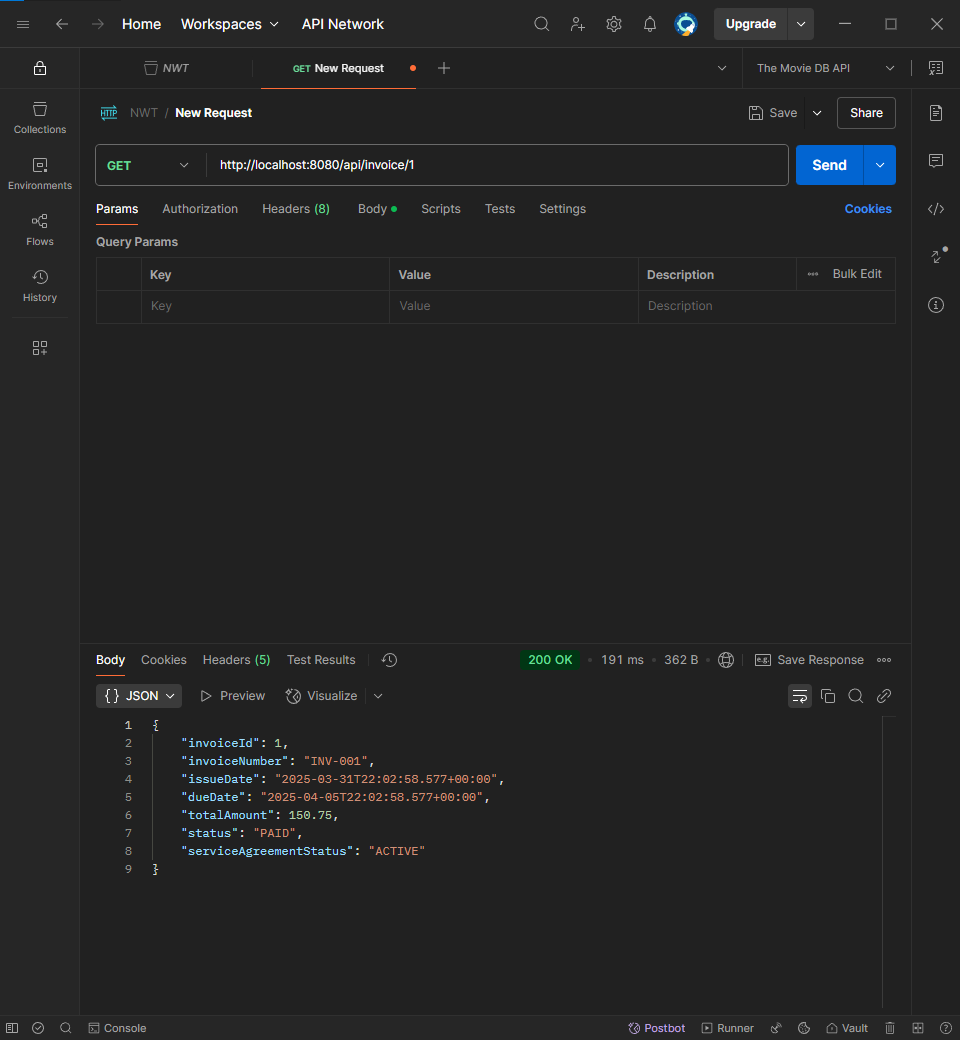 Home Workspaces API Network Upgrade
NWT GET New Request The Movie DB API
HTTP NWT / New Request Save Share
Collections
GET http://localhost:8080/api/invoice/1 Send
Environments
Params Authorization Headers (8) Body Scripts Tests Settings Cookies
Flows
Query Params
Key Value Description Bulk Edit
History
Key Value Description
Body Cookies Headers (5) Test Results 200 OK • 191 ms • 362 B • e.g. Save Response
{ } JSON Preview Visualize
1 {
2 "invoiceId": 1,
3 "invoiceNumber": "INV-001",
4 "issueDate": "2025-03-31T22:02:58.577+00:00",
5 "dueDate": "2025-04-05T22:02:58.577+00:00",
6 "totalAmount": 150.75,
7 "status": "PAID",
8 "serviceAgreementStatus": "ACTIVE"
9 }
Console Postbot Runner Vault